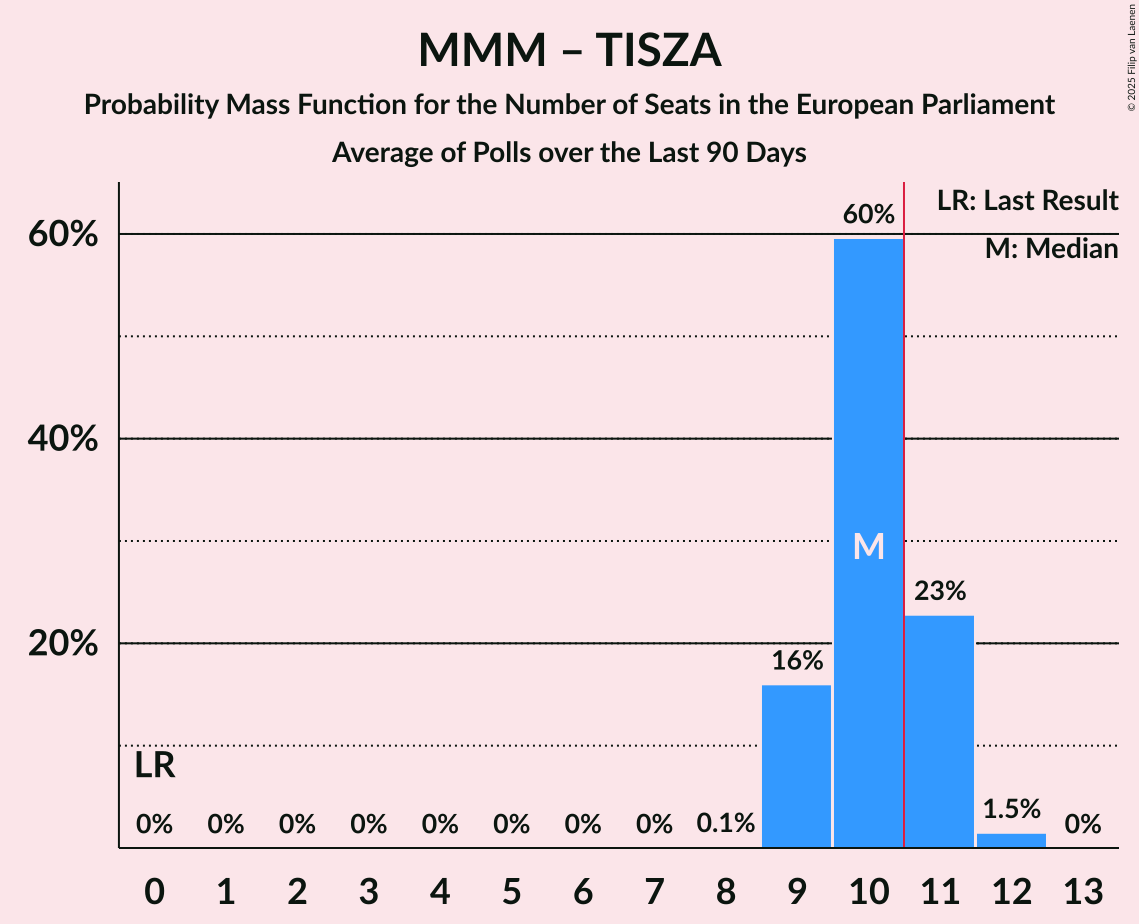 MMM – TISZA
Probability Mass Function for the Number of Seats in the European Parliament
Average of Polls over the Last 90 Days
© 2025 Filip van Laenen
LR: Last Result
M: Median
60%
40%
20%
60%
M
23%
16%
LR
0% 0% 0% 0% 0% 0% 0% 0% 0.1% 1.5% 0%
0 1 2 3 4 5 6 7 8 9 10 11 12 13